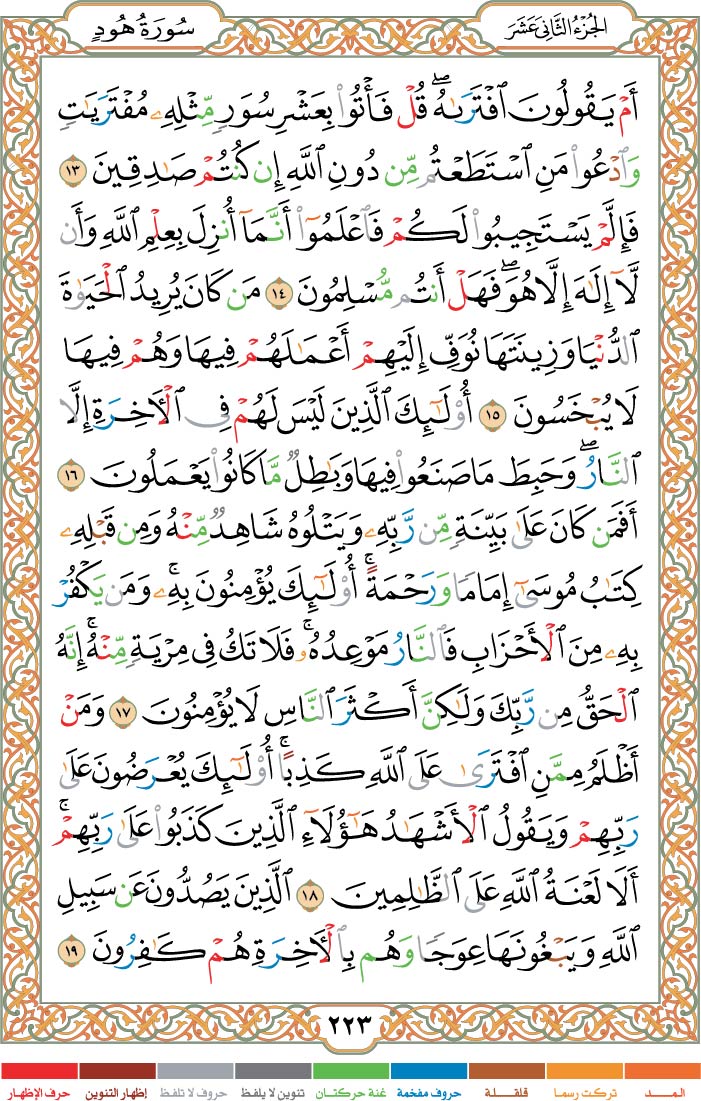 الجُزْءُ الثَّانِي عَشَرَ
سُورَةُ هُودٍ
أَمْ يَقُولُونَ ٱفْتَرَىٰهُ ۖ قُلْ فَأْتُوا۟ بِعَشْرِ سُوَرٍ مِّثْلِهِۦ مُفْتَرَيَٰتٍ
وَٱدْعُوا۟ مَنِ ٱسْتَطَعْتُم مِّن دُونِ ٱللَّهِ إِن كُنتُمْ صَٰدِقِينَ ١٣
فَإِلَّمْ يَسْتَجِيبُوا۟ لَكُمْ فَٱعْلَمُوٓا۟ أَنَّمَآ أُنزِلَ بِعِلْمِ ٱللَّهِ وَأَن
لَّآ إِلَٰهَ إِلَّا هُوَ ۖ فَهَلْ أَنتُم مُّسْلِمُونَ ١٤ مَن كَانَ يُرِيدُ ٱلْحَيَوٰةَ
ٱلدُّنْيَا وَزِينَتَهَا نُوَفِّ إِلَيْهِمْ أَعْمَٰلَهُمْ فِيهَا وَهُمْ فِيهَا
لَا يُبْخَسُونَ ١٥ أُو۟لَٰٓئِكَ ٱلَّذِينَ لَيْسَ لَهُمْ فِى ٱلْءَاخِرَةِ إِلَّا
ٱلنَّارُ ۖ وَحَبِطَ مَا صَنَعُوا۟ فِيهَا وَبَٰطِلٌ مَّا كَانُوا۟ يَعْمَلُونَ ١٦
أَفَمَن كَانَ عَلَىٰ بَيِّنَةٍ مِّن رَّبِّهِۦ وَيَتْلُوهُ شَاهِدٌ مِّنْهُ وَمِن قَبْلِهِۦ
كِتَٰبُ مُوسَىٰٓ إِمَامًا وَرَحْمَةً ۚ أُو۟لَٰٓئِكَ يُؤْمِنُونَ بِهِۦ ۚ وَمَن يَكْفُرْ
بِهِۦ مِنَ ٱلْأَحْزَابِ فَٱلنَّارُ مَوْعِدُهُۥ ۚ فَلَا تَكُ فِى مِرْيَةٍ مِّنْهُ ۚ إِنَّهُ
ٱلْحَقُّ مِن رَّبِّكَ وَلَٰكِنَّ أَكْثَرَ ٱلنَّاسِ لَا يُؤْمِنُونَ ١٧ وَمَنْ
أَظْلَمُ مِمَّنِ ٱفْتَرَىٰ عَلَى ٱللَّهِ كَذِبًا ۚ أُو۟لَٰٓئِكَ يُعْرَضُونَ عَلَىٰ
رَبِّهِمْ وَيَقُولُ ٱلْأَشْهَٰدُ هَٰٓؤُلَآءِ ٱلَّذِينَ كَذَبُوا۟ عَلَىٰ رَبِّهِمْ ۚ
أَلَا لَعْنَةُ ٱللَّهِ عَلَى ٱلظَّٰلِمِينَ ١٨ ٱلَّذِينَ يَصُدُّونَ عَن سَبِيلِ
ٱللَّهِ وَيَبْغُونَهَا عِوَجًا وَهُم بِٱلْءَاخِرَةِ هُمْ كَٰفِرُونَ ١٩
٢٢٣
المــد تركت رسما قلقلة حروف مفخمة غنة حركتان تنوين لا يلفظ حروف لا تلفظ إظهار التنوين حرف الإظهار